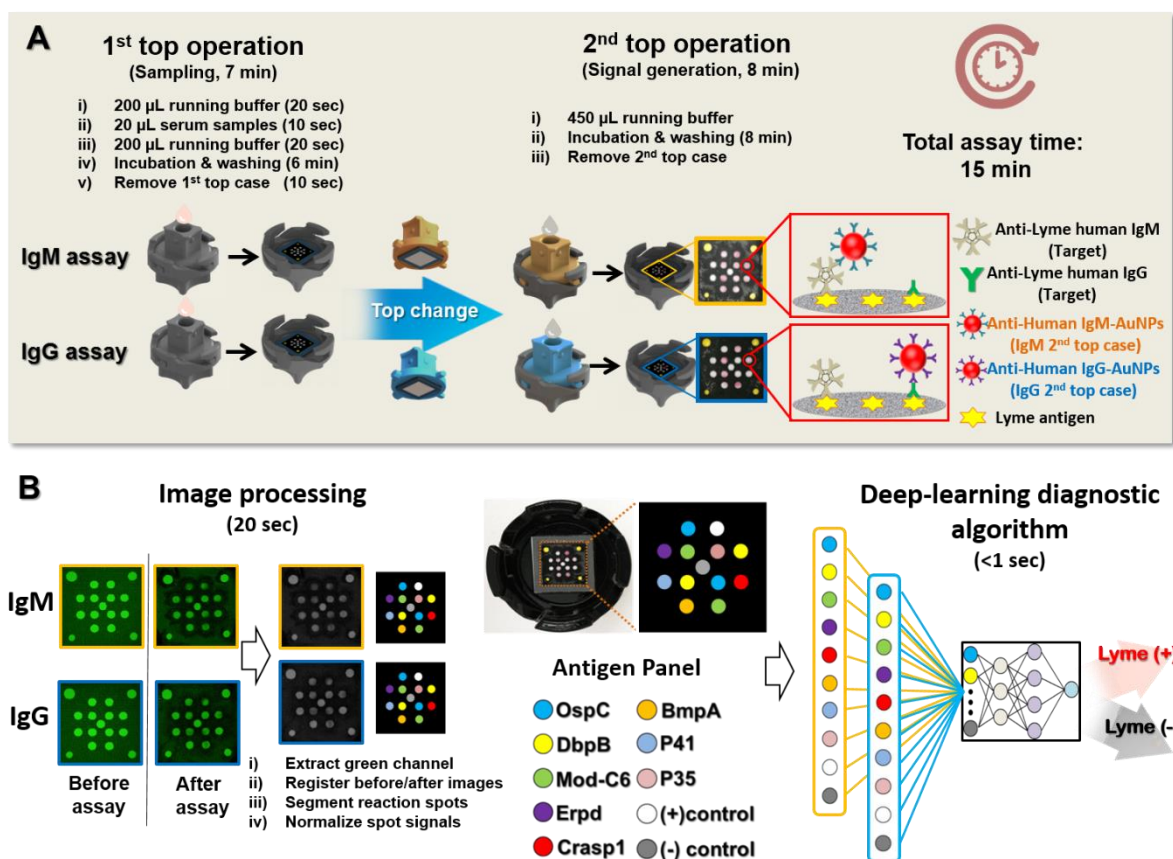 A
1st top operation
(Sampling, 7 min)
i) 200 µL running buffer (20 sec)
ii) 20 µL serum samples (10 sec)
iii) 200 µL running buffer (20 sec)
iv) Incubation & washing (6 min)
v) Remove 1st top case (10 sec)
2nd top operation
(Signal generation, 8 min)
i) 450 µL running buffer
ii) Incubation & washing (8 min)
iii) Remove 2nd top case
Total assay time:
15 min
IgM assay
IgG assay
Top change
Anti-Lyme human IgM
(Target)
Anti-Lyme human IgG
(Target)
Anti-Human IgM-AuNPs
(IgM 2nd top case)
Anti-Human IgG-AuNPs
(IgG 2nd top case)
Lyme antigen
B
Image processing
(20 sec)
IgM
IgG
Before
assay
After
assay
i) Extract green channel
ii) Register before/after images
iii) Segment reaction spots
iv) Normalize spot signals
Antigen Panel
OspC
DbpB
Mod-C6
Erpd
Crasp1
BmpA
P41
P35
(+)control
(-) control
Deep-learning diagnostic
algorithm
(<1 sec)
Lyme (+)
Lyme (-